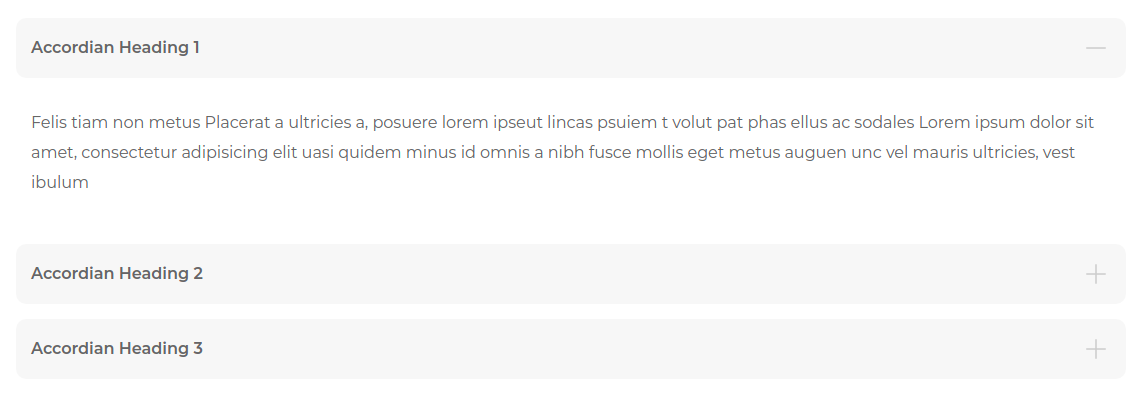 Accordian Heading 1
Felis tiam non metus Placerat a ultricies a, posuere lorem ipseut lincas psuiem t volut pat phas ellus ac sodales Lorem ipsum dolor sit
amet, consectetur adipisicing elit uasi quidem minus id omnis a nibh fusce mollis eget metus auguen unc vel mauris ultricies, vest
ibulum
Accordian Heading 2
Accordian Heading 3